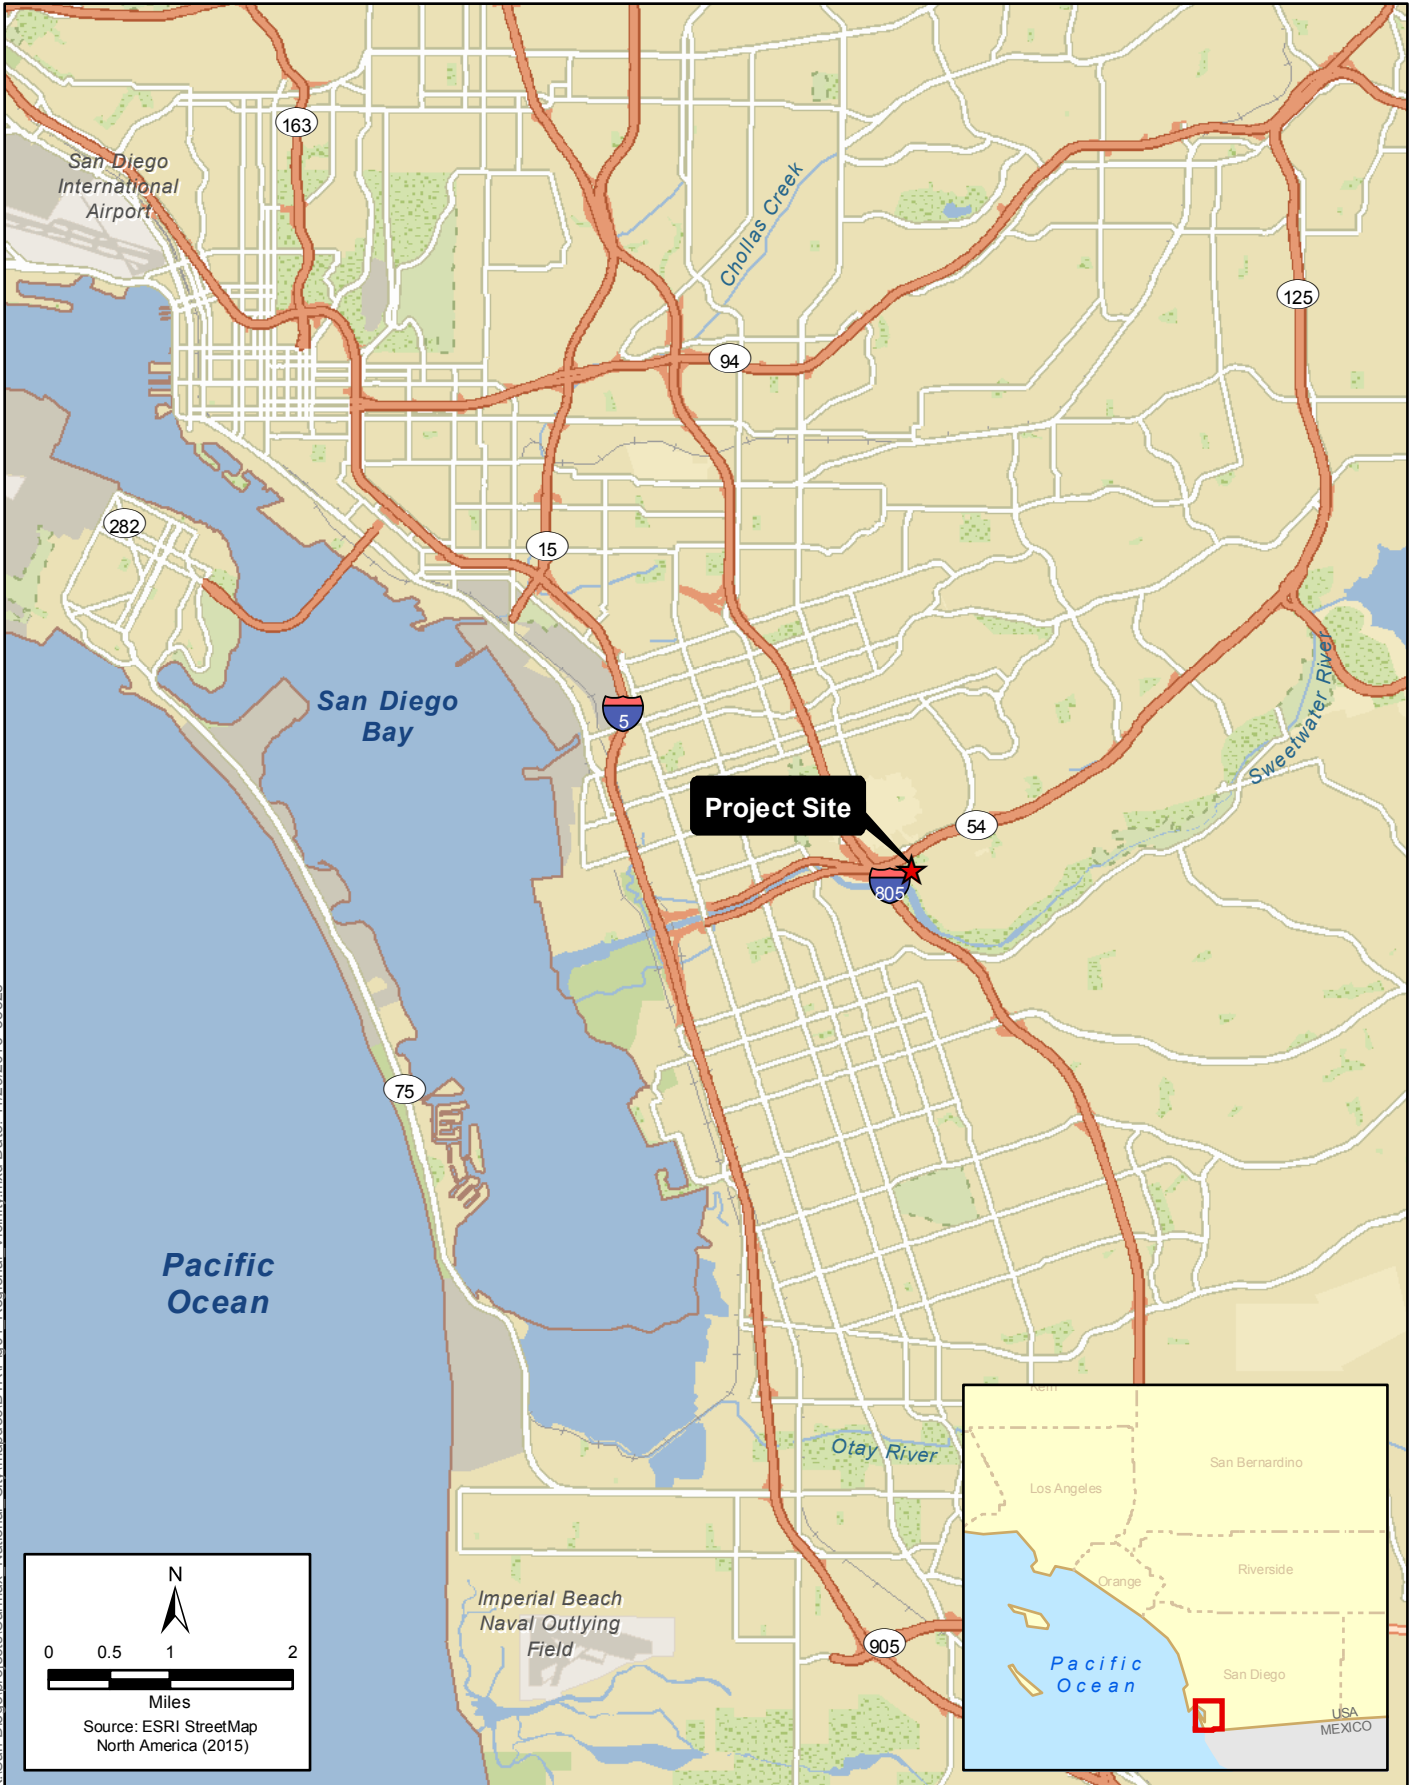 163
San Diego
International
Airport
Chollas Creek
125
94
282
15
San Diego
Bay
5
Sweetwater River
Project Site
54
805
75
Pacific
Ocean
Otay River
Imperial Beach
Naval Outlying
Field
905
N
0 0.5 1 2
Miles
Source: ESRI StreetMap
North America (2015)
Kern
San Bernardino
Los Angeles
Riverside
Orange
Pacific
Ocean
San Diego
USA
MEXICO